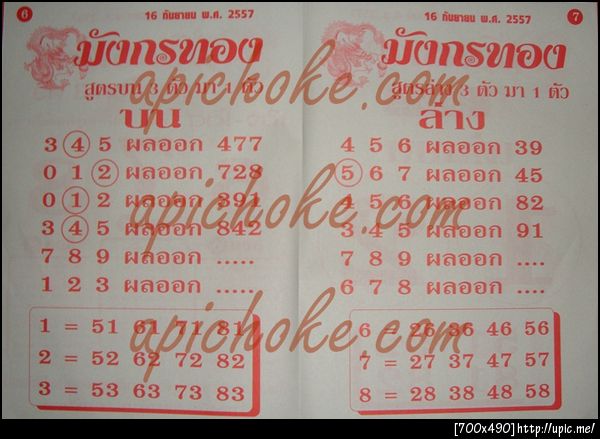 6
16 กันยายน พ.ศ. 2557
มังกรทอง
สูตรบน 3 ตัว มา 1 ตัว
บน
3 4 5 ผลออก 477
0 1 2 ผลออก 728
0 1 2 ผลออก 391
3 4 5 ผลออก 842
7 8 9 ผลออก .....
1 2 3 ผลออก .....
1 = 51 61 71 81
2 = 52 62 72 82
3 = 53 63 73 83
16 กันยายน พ.ศ. 2557
7
มังกรทอง
สูตรล่าง 3 ตัว มา 1 ตัว
ล่าง
4 5 6 ผลออก 39
5 6 7 ผลออก 45
4 5 6 ผลออก 82
3 4 5 ผลออก 91
7 8 9 ผลออก ....
6 7 8 ผลออก ....
6 = 26 36 46 56
7 = 27 37 47 57
8 = 28 38 48 58
apichoke.com
apichoke.com
apichoke.com
[700x490]http://upic.me/